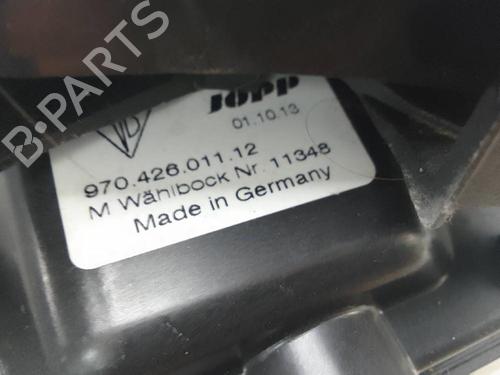 B-PARTS
JOPP
01.10.13
970.426.011.12
M Wählbock Nr. 11348
Made in Germany